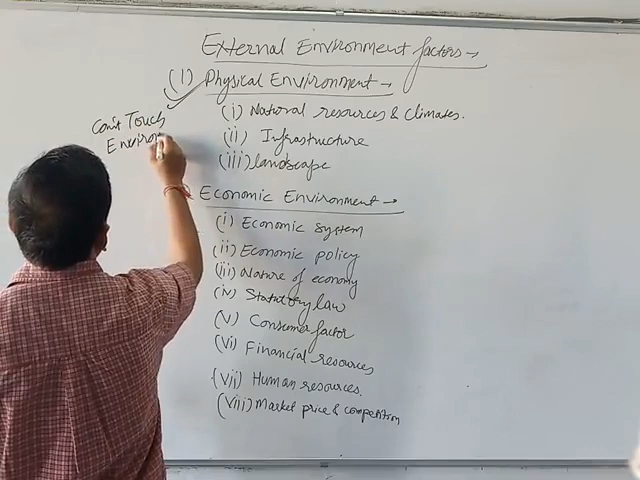 External Environment factors →
(1) Physical Environment →
(i) Natural resources & Climates.
(ii) Infrastructure
(iii) landscape
Can't Touch
Environ
Economic Environment →
(i) Economic system
(ii) Economic policy
(iii) Nature of economy
(iv) Statutory law
(v) Consumer factor
(vi) Financial resources
(vii) Human resources.
(viii) Market price & competition